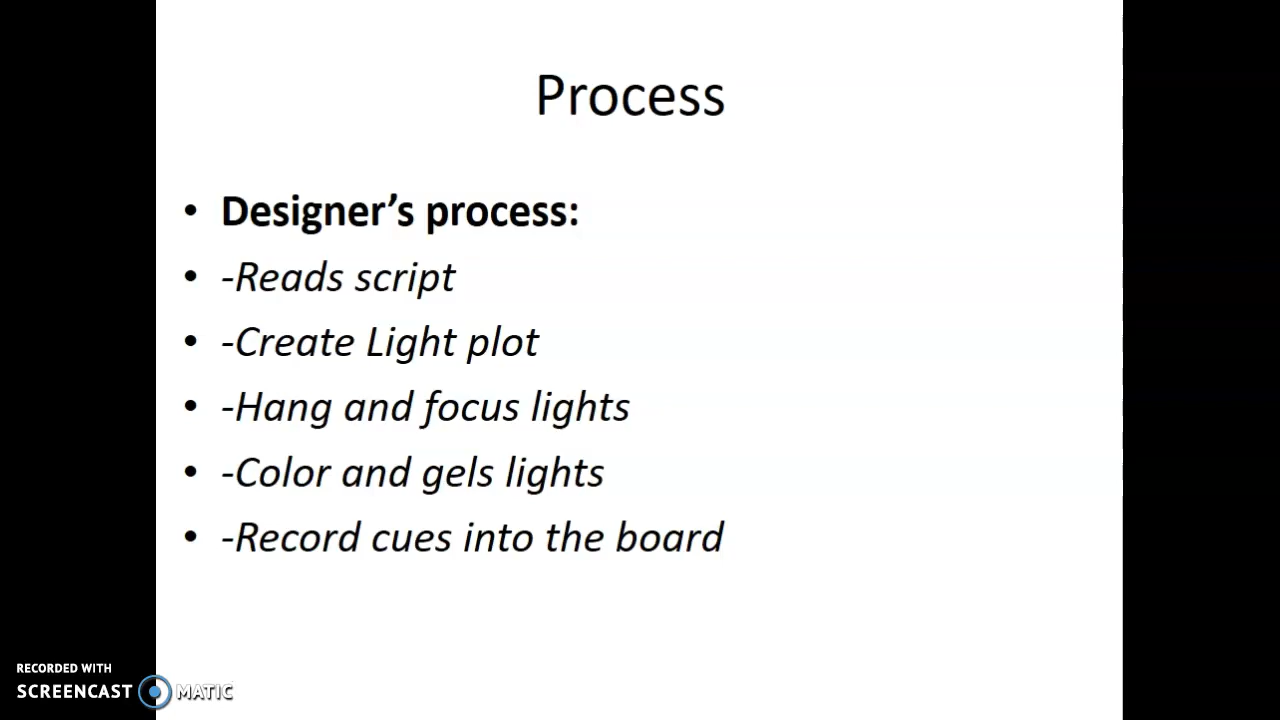 Process
• Designer's process:
• -Reads script
• -Create Light plot
• -Hang and focus lights
• -Color and gels lights
• -Record cues into the board
RECORDED WITH
SCREENCAST MATIC